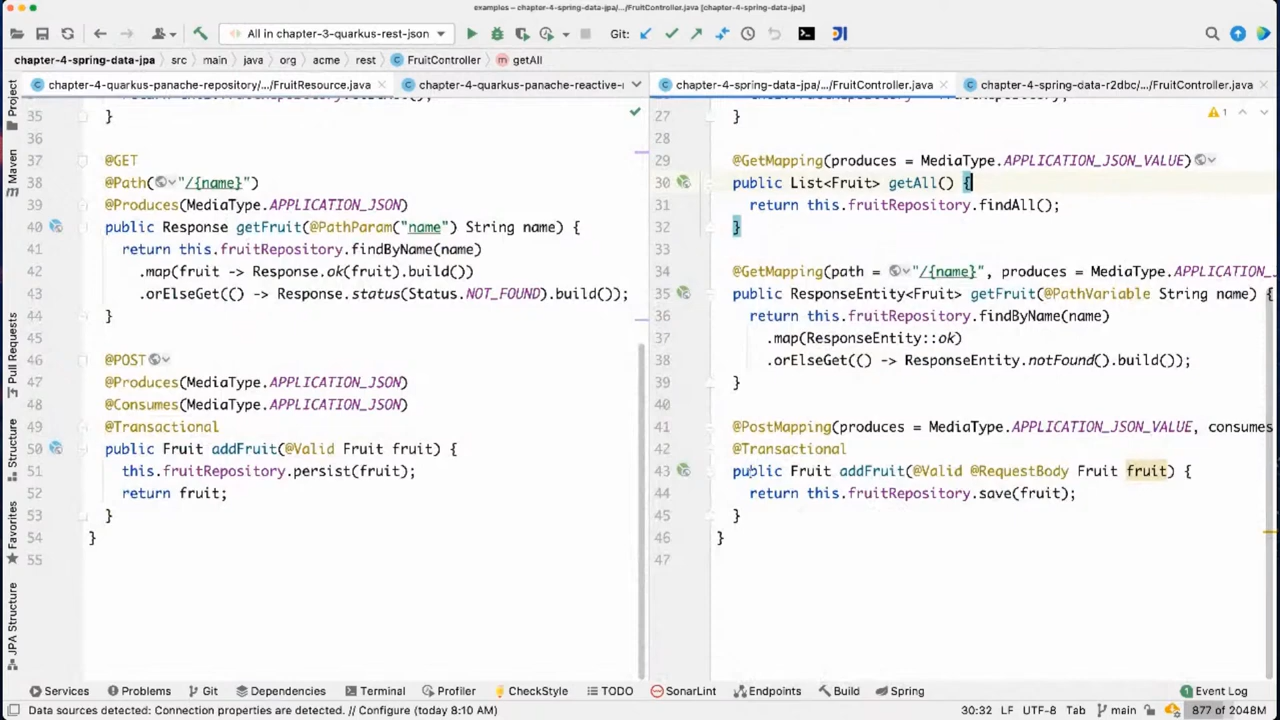 examples – chapter-4-spring-data-jpa/.../FruitController.java [chapter-4-spring-data-jpa]
All in chapter-3-quarkus-rest-json
Git:
chapter-4-spring-data-jpa
src
main
java
org
acme
rest
FruitController
getAll
chapter-4-quarkus-panache-repository/.../FruitResource.java
chapter-4-quarkus-panache-reactive-r
chapter-4-spring-data-jpa/.../FruitController.java
chapter-4-spring-data-r2dbc/.../FruitController.java
Project
Maven
Pull Requests
Structure
Favorites
JPA Structure
35 }
36
37 @GET
38 @Path("/{name}")
39 @Produces(MediaType.APPLICATION_JSON)
40 public Response getFruit(@PathParam("name") String name) {
41 return this.fruitRepository.findByName(name)
42 .map(fruit -> Response.ok(fruit).build())
43 .orElseGet(() -> Response.status(Status.NOT_FOUND).build());
44 }
45
46 @POST
47 @Produces(MediaType.APPLICATION_JSON)
48 @Consumes(MediaType.APPLICATION_JSON)
49 @Transactional
50 public Fruit addFruit(@Valid Fruit fruit) {
51 this.fruitRepository.persist(fruit);
52 return fruit;
53 }
54 }
55
1
27 }
28
29 @GetMapping(produces = MediaType.APPLICATION_JSON_VALUE)
30 public List<Fruit> getAll() {
31 return this.fruitRepository.findAll();
32 }
33
34 @GetMapping(path = "/{name}", produces = MediaType.APPLICATION_
35 public ResponseEntity<Fruit> getFruit(@PathVariable String name) {
36 return this.fruitRepository.findByName(name)
37 .map(ResponseEntity::ok)
38 .orElseGet(() -> ResponseEntity.notFound().build());
39 }
40
41 @PostMapping(produces = MediaType.APPLICATION_JSON_VALUE, consumes
42 @Transactional
43 public Fruit addFruit(@Valid @RequestBody Fruit fruit) {
44 return this.fruitRepository.save(fruit);
45 }
46 }
47
Services Problems Git Dependencies Terminal Profiler CheckStyle TODO SonarLint Endpoints Build Spring Event Log
Data sources detected: Connection properties are detected. // Configure (today 8:10 AM) 30:32 LF UTF-8 Tab main 877 of 2048M